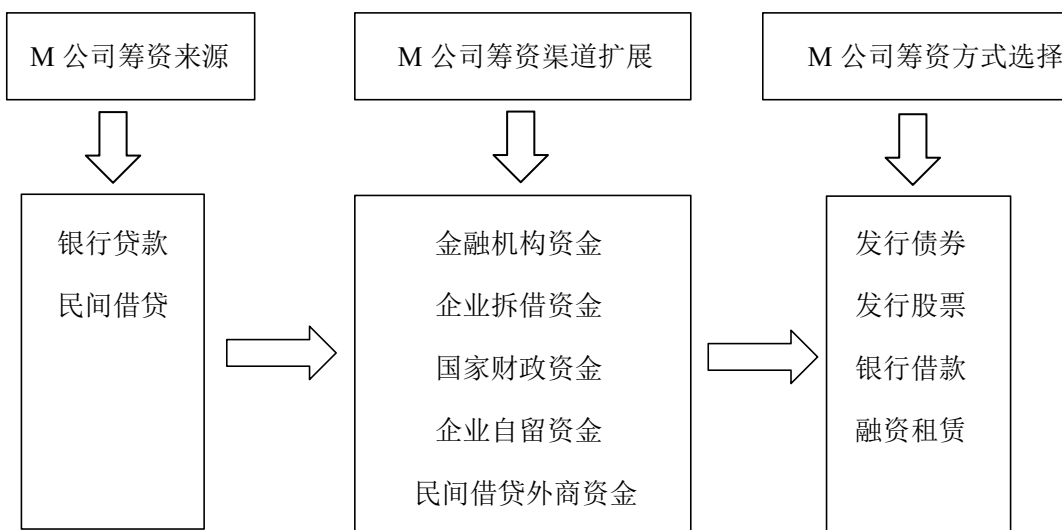 M 公司筹资来源
M 公司筹资渠道扩展
M 公司筹资方式选择
银行贷款
民间借贷
金融机构资金
企业拆借资金
国家财政资金
企业自留资金
民间借贷外商资金
发行债券
发行股票
银行借款
融资租赁